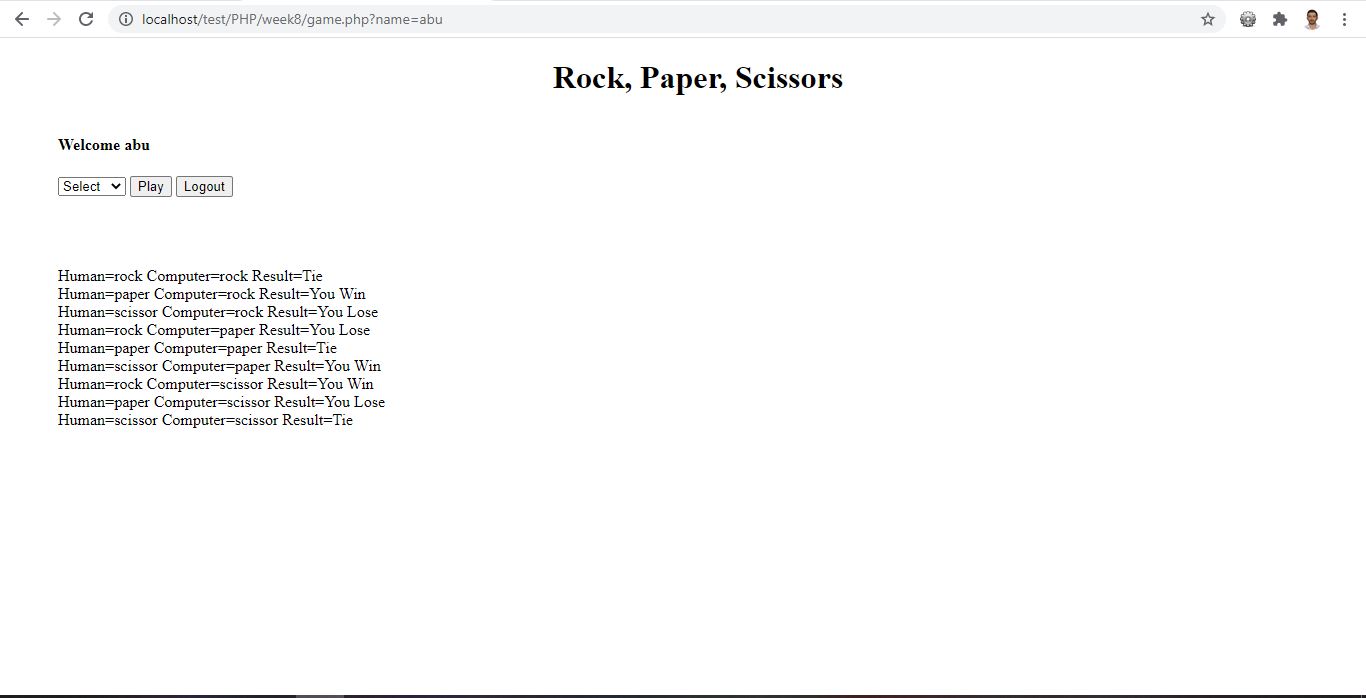 localhost/test/PHP/week8/game.php?name=abu
Rock, Paper, Scissors
Welcome abu
Select Play Logout
Human=rock Computer=rock Result=Tie
Human=paper Computer=rock Result=You Win
Human=scissor Computer=rock Result=You Lose
Human=rock Computer=paper Result=You Lose
Human=paper Computer=paper Result=Tie
Human=scissor Computer=paper Result=You Win
Human=rock Computer=scissor Result=You Win
Human=paper Computer=scissor Result=You Lose
Human=scissor Computer=scissor Result=Tie